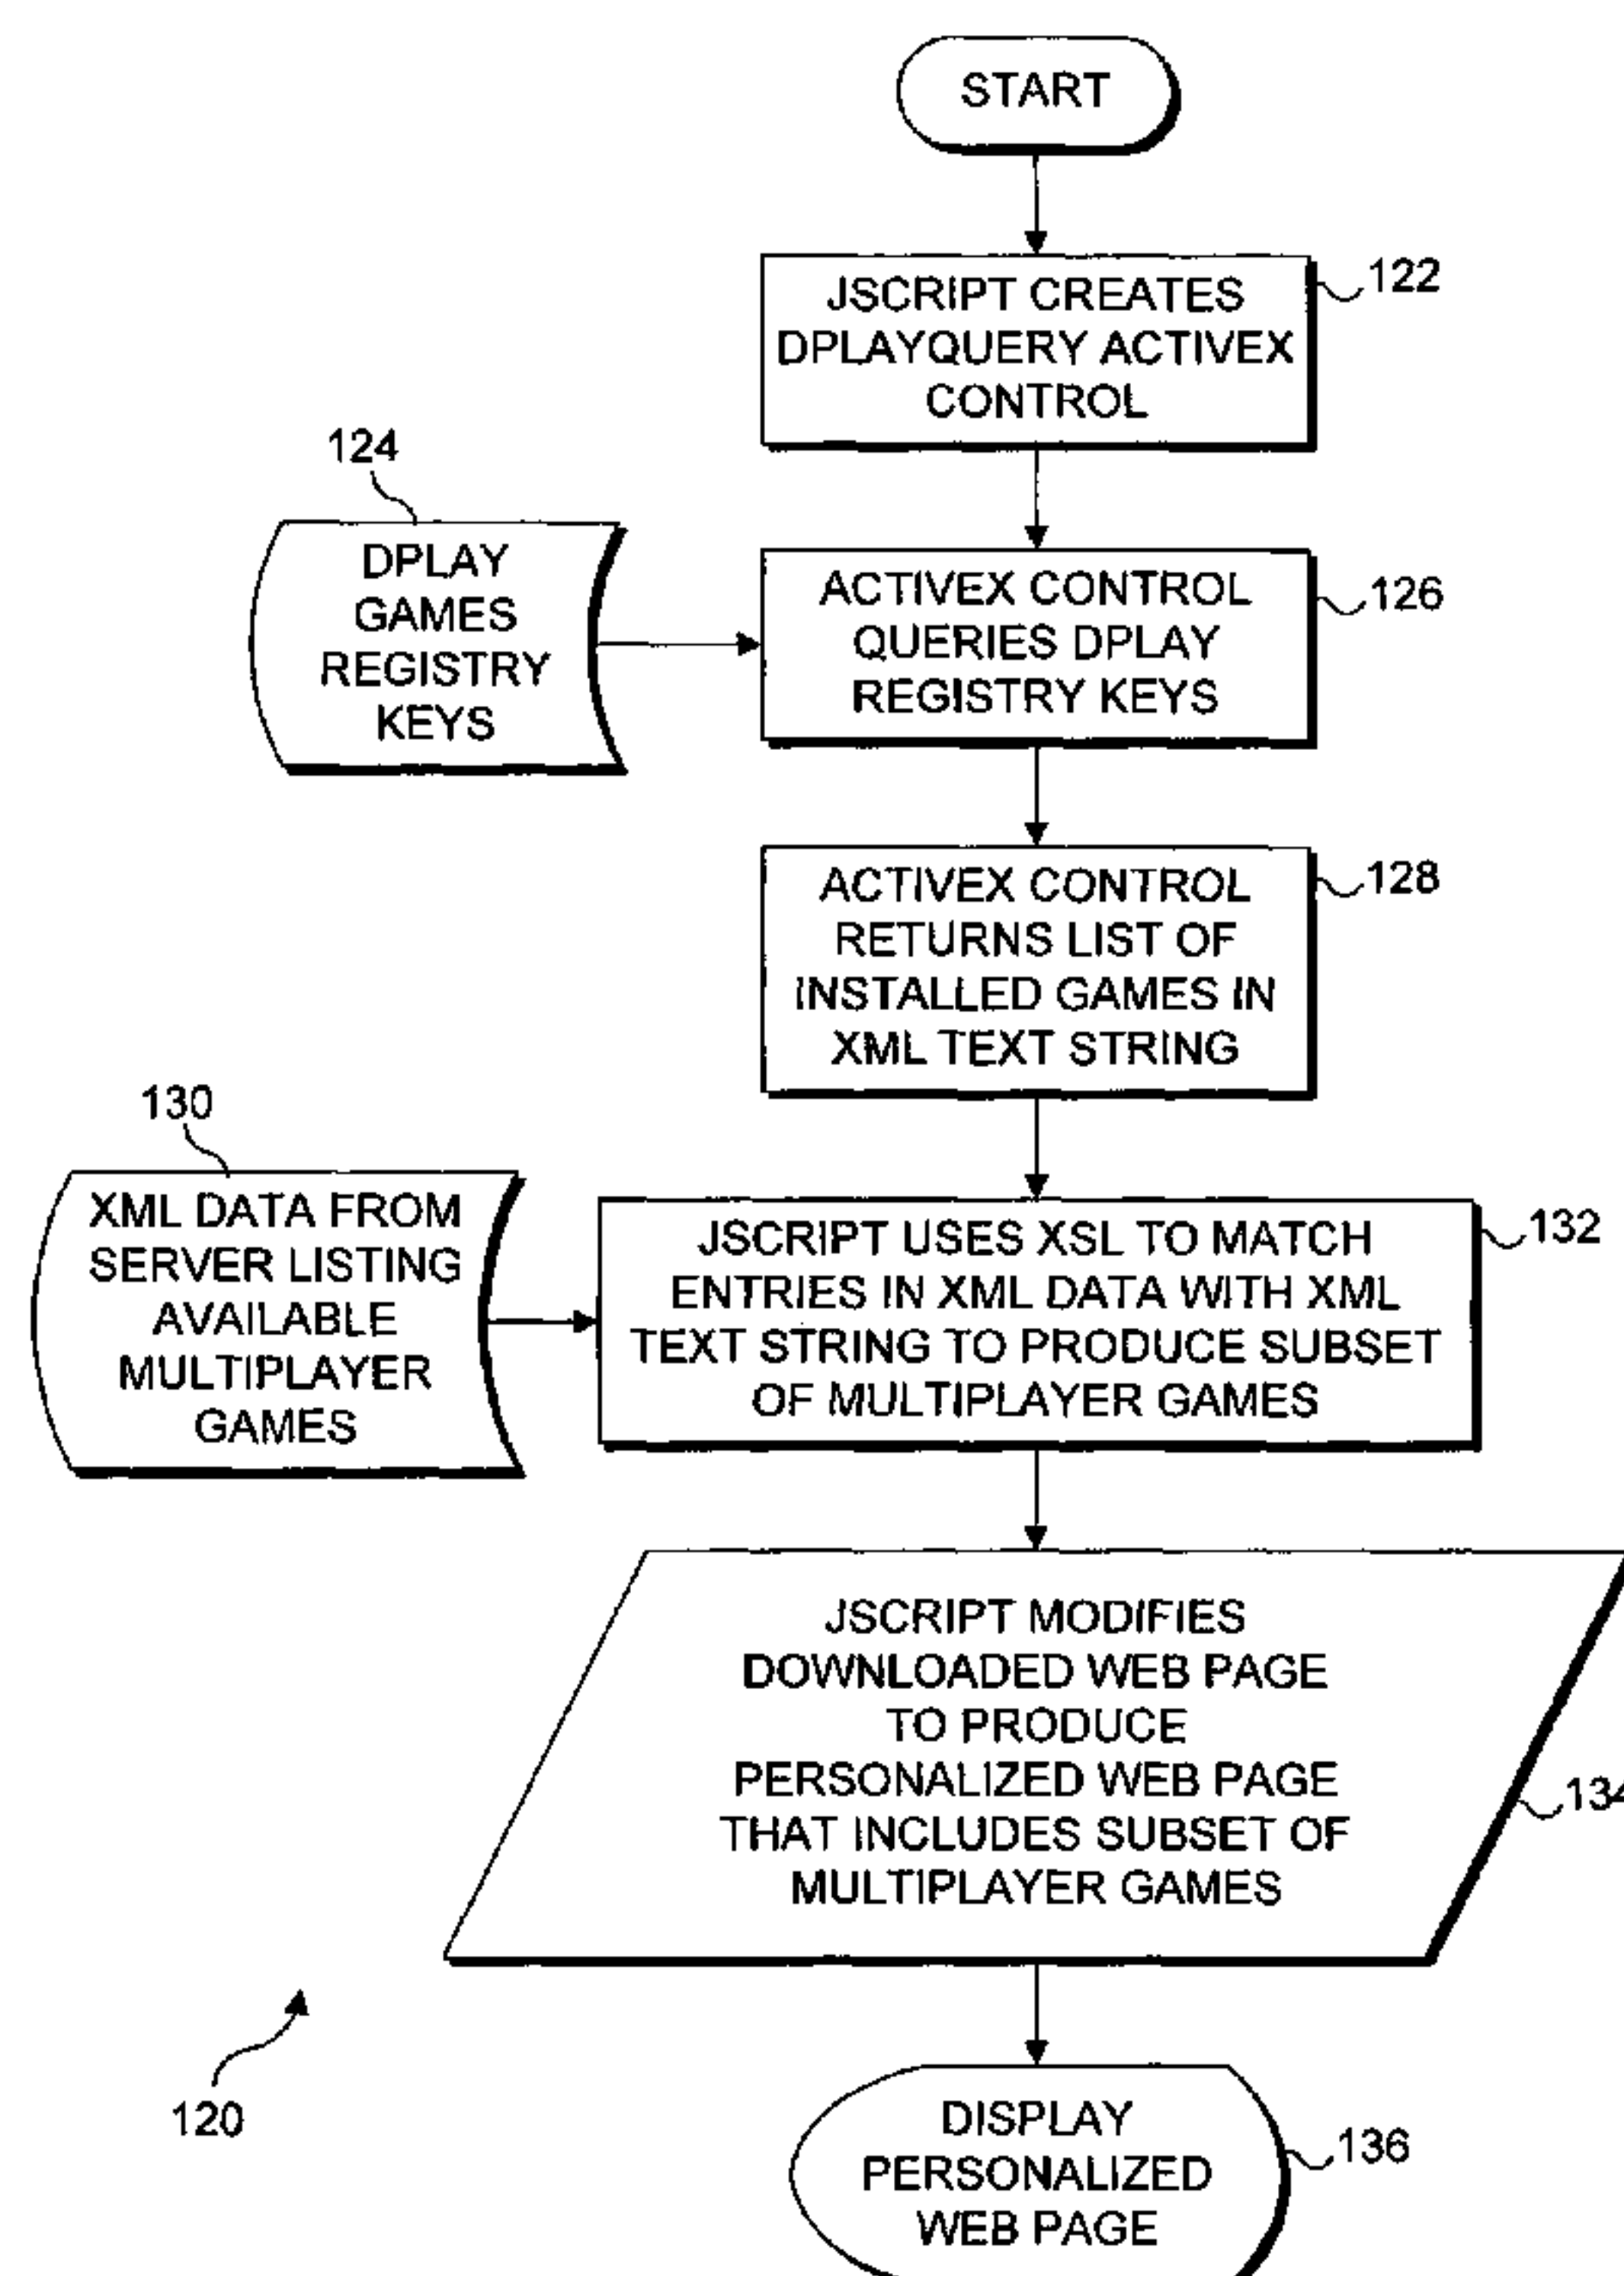 START
JSCRIPT CREATES
DPLAYQUERY ACTIVEX
CONTROL
122
124
DPLAY
GAMES
REGISTRY
KEYS
ACTIVEX CONTROL
QUERIES DPLAY
REGISTRY KEYS
126
ACTIVEX CONTROL
RETURNS LIST OF
INSTALLED GAMES IN
XML TEXT STRING
128
130
XML DATA FROM
SERVER LISTING
AVAILABLE
MULTIPLAYER
GAMES
JSCRIPT USES XSL TO MATCH
ENTRIES IN XML DATA WITH XML
TEXT STRING TO PRODUCE SUBSET
OF MULTIPLAYER GAMES
132
JSCRIPT MODIFIES
DOWNLOADED WEB PAGE
TO PRODUCE
PERSONALIZED WEB PAGE
THAT INCLUDES SUBSET OF
MULTIPLAYER GAMES
134
120
DISPLAY
PERSONALIZED
WEB PAGE
136